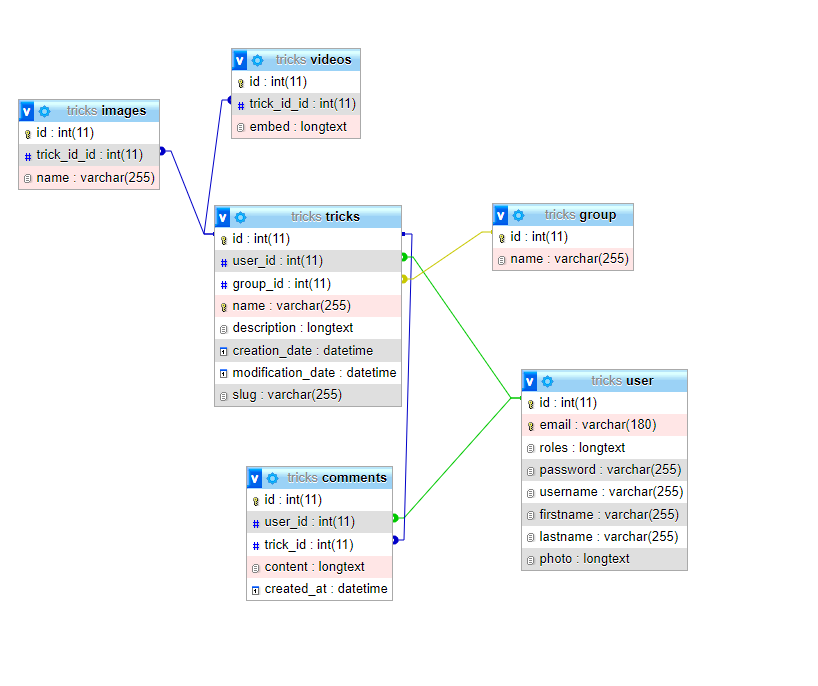 v tricks videos
id : int(11)
trick_id_id : int(11)
embed : longtext
v tricks images
id : int(11)
trick_id_id : int(11)
name : varchar(255)
v tricks tricks
id : int(11)
user_id : int(11)
group_id : int(11)
name : varchar(255)
description : longtext
creation_date : datetime
modification_date : datetime
slug : varchar(255)
v tricks group
id : int(11)
name : varchar(255)
v tricks user
id : int(11)
email : varchar(180)
roles : longtext
password : varchar(255)
username : varchar(255)
firstname : varchar(255)
lastname : varchar(255)
photo : longtext
v tricks comments
id : int(11)
user_id : int(11)
trick_id : int(11)
content : longtext
created_at : datetime